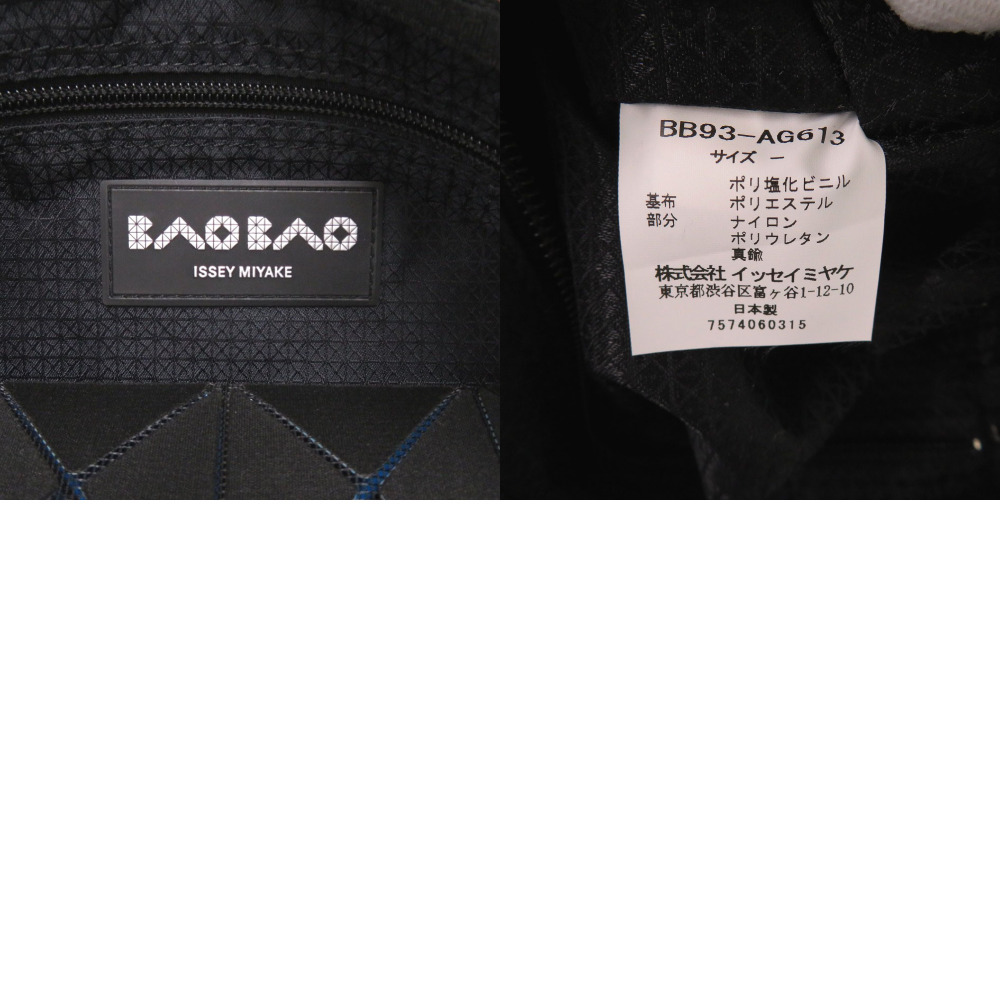 BAOBAO
ISSEY MIYAKE
BB93-AG613
サイズ －
ポリ塩化ビニル
基布 ポリエステル
部分 ナイロン
ポリウレタン
真鍮
株式会社 イッセイミヤケ
東京都渋谷区富ヶ谷1-12-10
日本製
7574060315